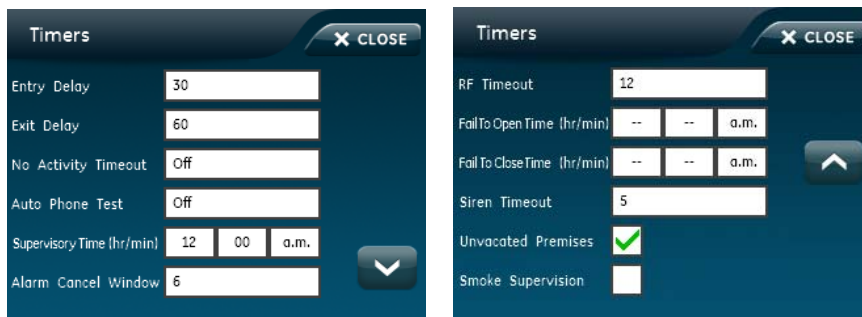 Timers
X CLOSE
Entry Delay 30
Exit Delay 60
No Activity Timeout Off
Auto Phone Test Off
Supervisory Time (hr/min) 12 00 a.m.
Alarm Cancel Window 6
Timers
X CLOSE
RF Timeout 12
Fail To Open Time (hr/min) -- -- a.m.
Fail To Close Time (hr/min) -- -- a.m.
Siren Timeout 5
Unvacated Premises
Smoke Supervision